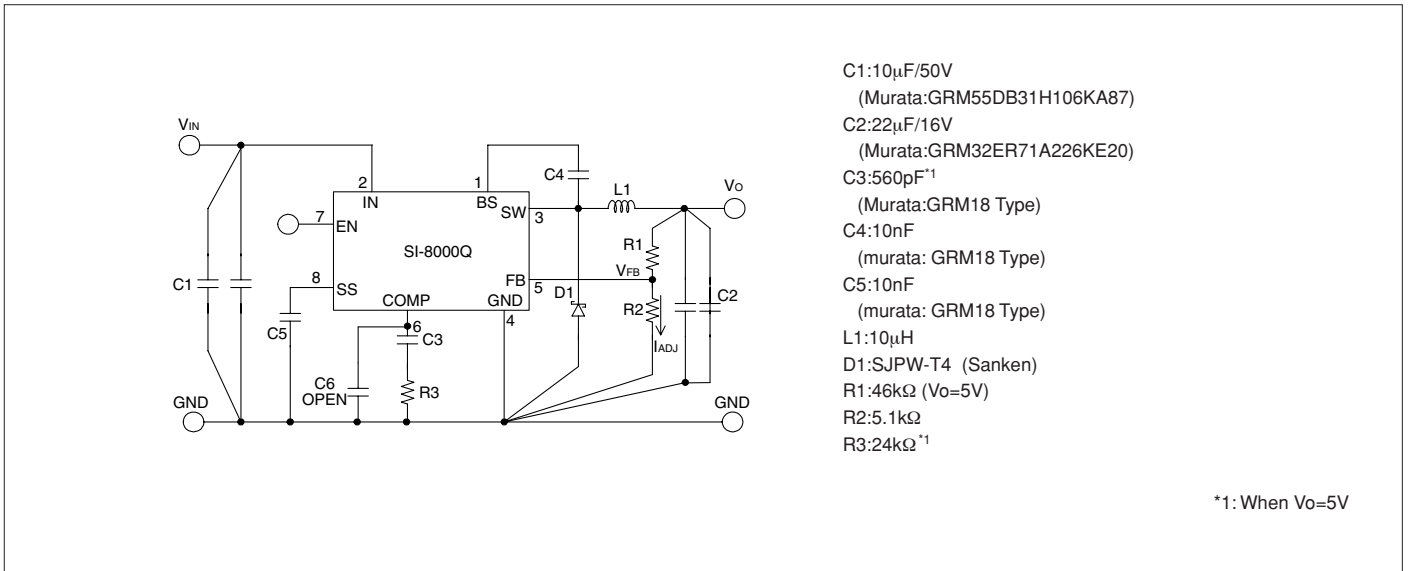 VIN
2
IN
1
BS
C4
SW
3
L1
VO
7
EN
SI-8000Q
R1
VFB
C1
8
SS
FB
5
D1
R2
C2
COMP
GND
4
6
C5
C3
IADJ
C6
OPEN
R3
GND
GND
C1:10µF/50V
(Murata:GRM55DB31H106KA87)
C2:22µF/16V
(Murata:GRM32ER71A226KE20)
C3:560pF*1
(Murata:GRM18 Type)
C4:10nF
(murata: GRM18 Type)
C5:10nF
(murata: GRM18 Type)
L1:10µH
D1:SJPW-T4 (Sanken)
R1:46kΩ (Vo=5V)
R2:5.1kΩ
R3:24kΩ*1
*1: When Vo=5V